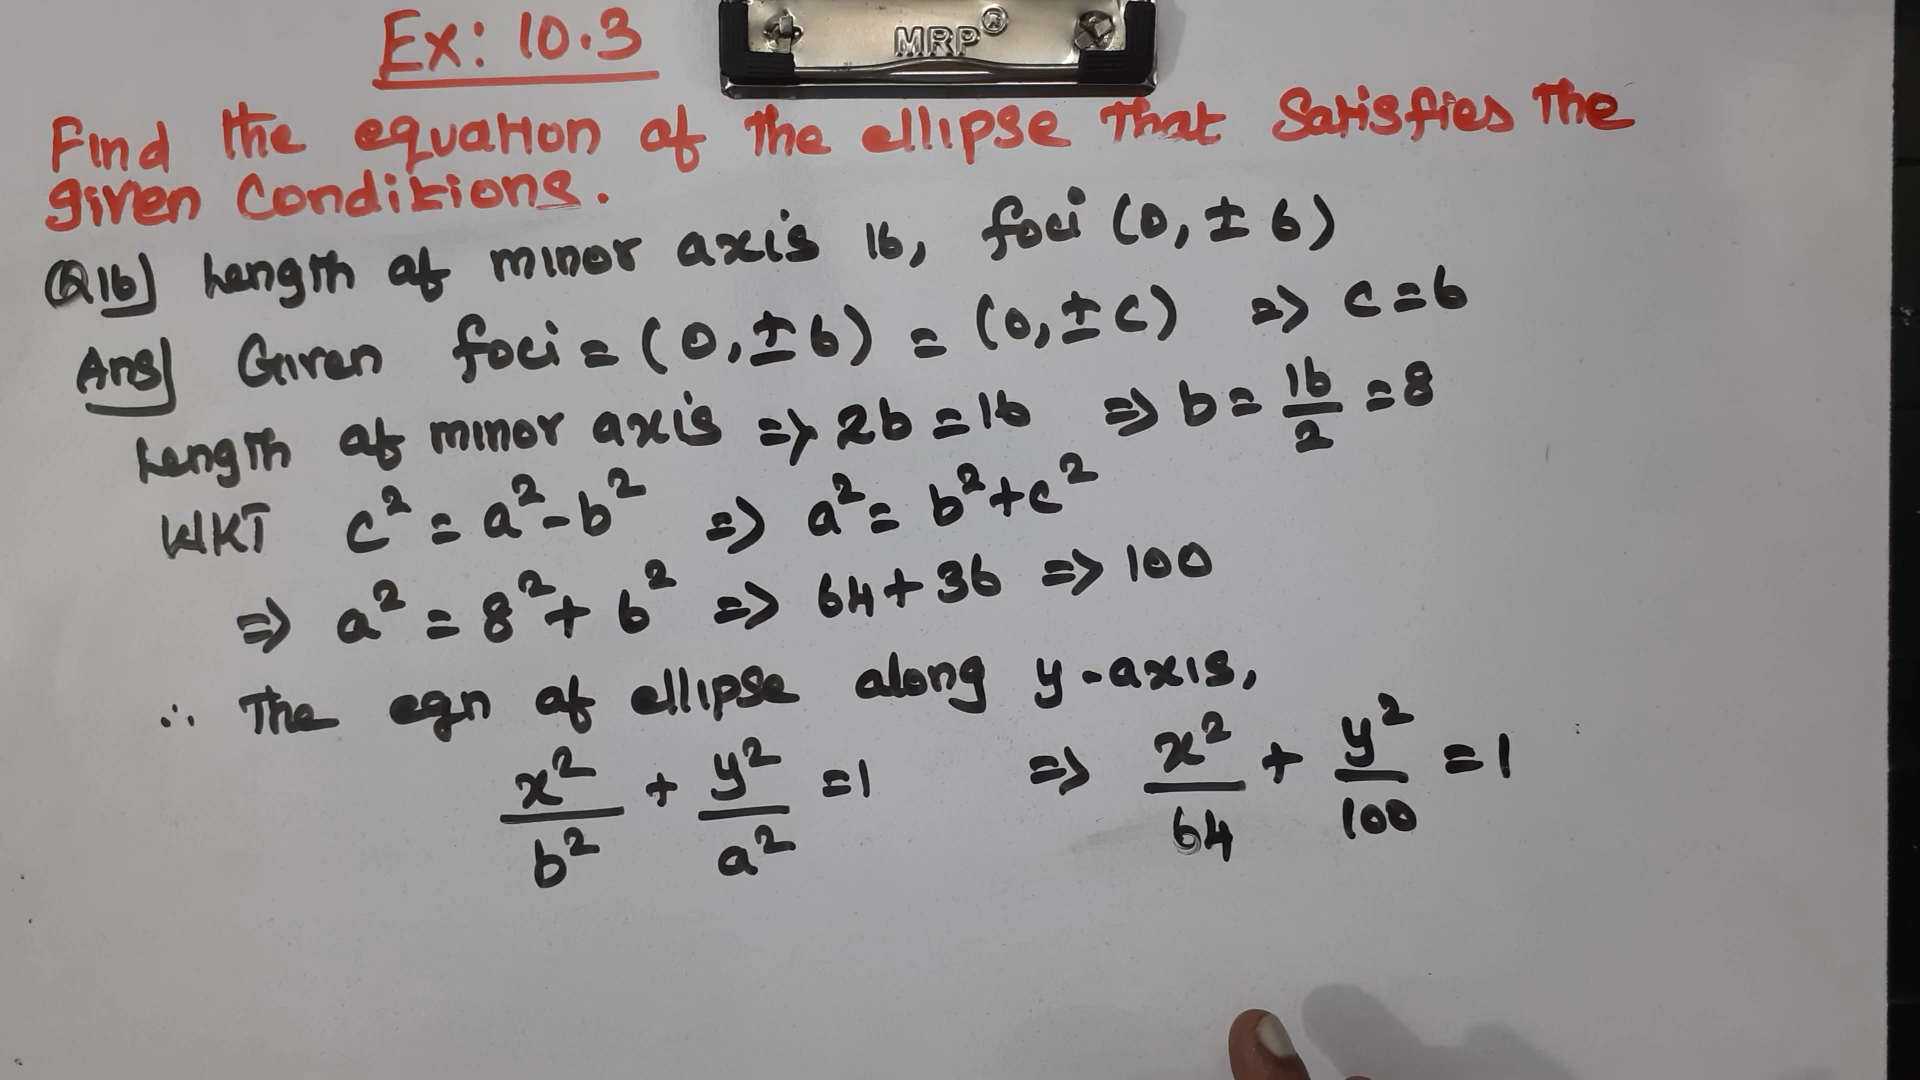 Ex: 10.3
MRP®
Find the equation of the ellipse that satisfies the
given conditions.
Q16] Length of minor axis 16, foci (0, ± 6)
Ans] Given foci = (0, ± 6) = (0, ± c) => c = 6
Length of minor axis => 2b = 16 => b = 16/2 = 8
WKT c² = a² - b² => a² = b² + c²
=> a² = 8² + 6² => 64 + 36 => 100
∴ The eqn of ellipse along y-axis,
x²/b² + y²/a² = 1 => x²/64 + y²/100 = 1